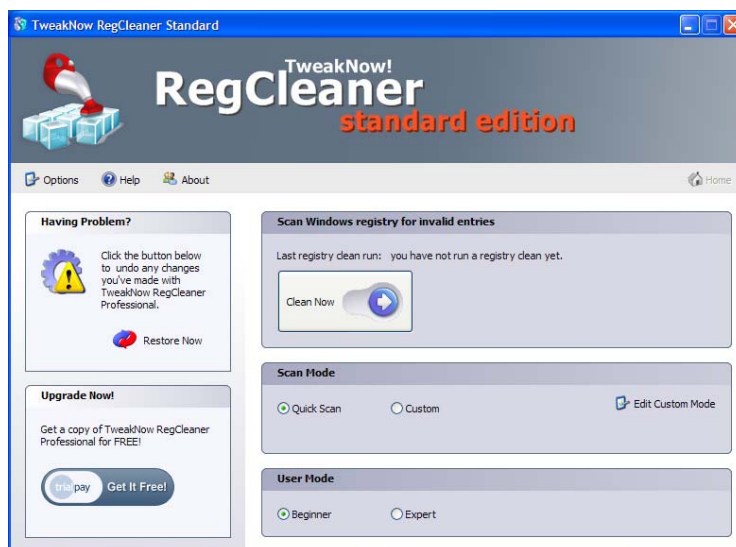 TweakNow RegCleaner Standard
TweakNow!
RegCleaner
standard edition
Options Help About Home
Having Problem?
Click the button below
to undo any changes
you've made with
TweakNow RegCleaner
Professional.
Restore Now
Upgrade Now!
Get a copy of TweakNow RegCleaner
Professional for FREE!
trialpay Get It Free!
Scan Windows registry for invalid entries
Last registry clean run: you have not run a registry clean yet.
Clean Now
Scan Mode
Quick Scan Custom Edit Custom Mode
User Mode
Beginner Expert